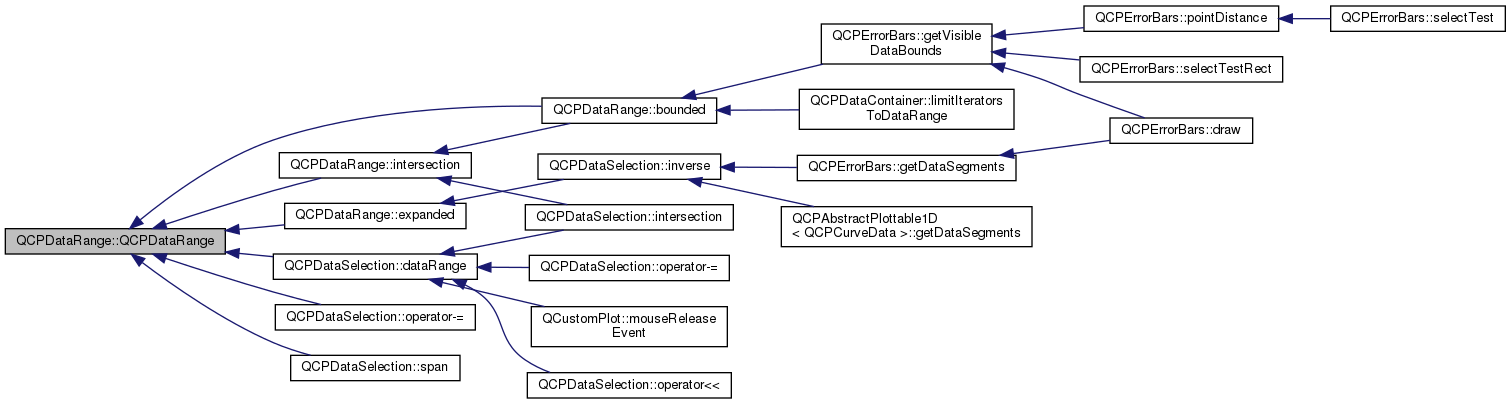 QCPErrorBars::pointDistance
QCPErrorBars::selectTest
QCPErrorBars::getVisible
DataBounds
QCPErrorBars::selectTestRect
QCPDataRange::bounded
QCPDataContainer::limitIterators
ToDataRange
QCPErrorBars::draw
QCPDataRange::intersection
QCPDataSelection::inverse
QCPErrorBars::getDataSegments
QCPDataRange::expanded
QCPDataSelection::intersection
QCPAbstractPlottable1D
< QCPCurveData >::getDataSegments
QCPDataRange::QCPDataRange
QCPDataSelection::dataRange
QCPDataSelection::operator-=
QCPDataSelection::operator-=
QCustomPlot::mouseRelease
Event
QCPDataSelection::span
QCPDataSelection::operator<<